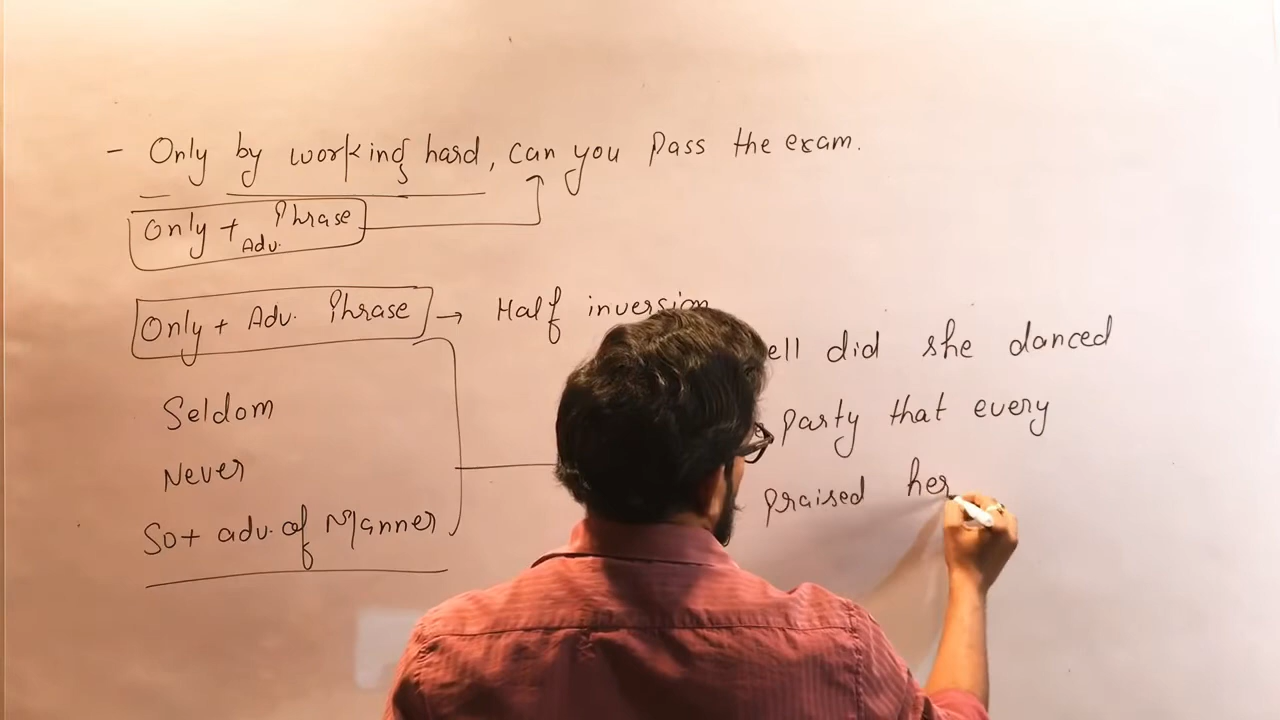 - Only by working hard, can you pass the exam.
Only + Adv. Phrase
Only + Adv. Phrase → Half inversion
Seldom
Never
So + adv. of Manner
ell did she danced
party that every
praised her